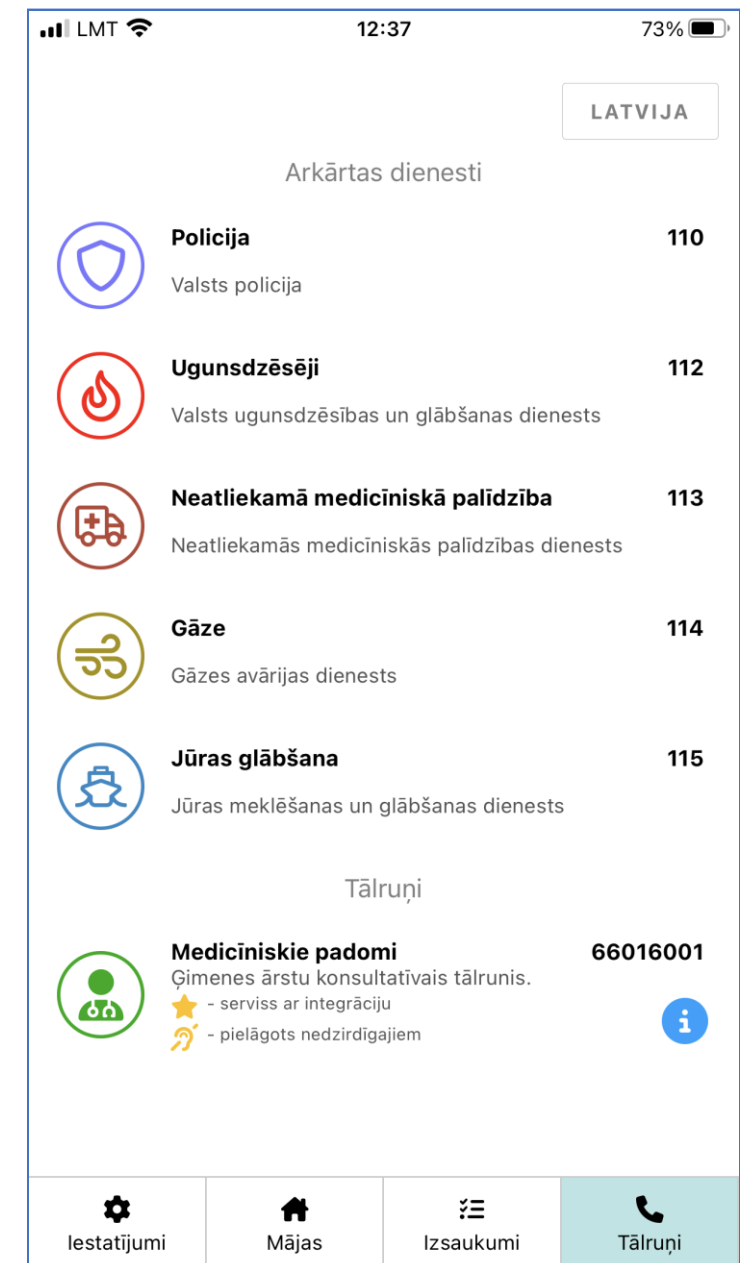 LMT 12:37 73%
LATVIJA
Arkārtas dienesti
Policija 110
Valsts policija
Ugunsdzēsēji 112
Valsts ugunsdzēsības un glābšanas dienests
Neatliekamā medicīniskā palīdzība 113
Neatliekamās medicīniskās palīdzības dienests
Gāze 114
Gāzes avārijas dienests
Jūras glābšana 115
Jūras meklēšanas un glābšanas dienests
Tālruņi
Medicīniskie padomi 66016001
Ģimenes ārstu konsultatīvais tālrunis.
- serviss ar integrāciju
- pielāgots nedzirdīgajiem
Iestatījumi Mājas Izsaukumi Tālruņi